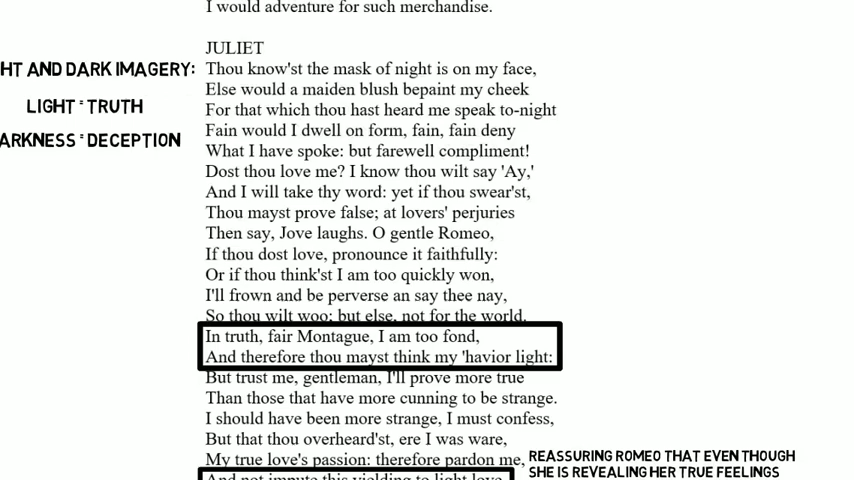 I would adventure for such merchandise.
JULIET
HT AND DARK IMAGERY:
LIGHT = TRUTH
ARKNESS = DECEPTION
Thou know'st the mask of night is on my face,
Else would a maiden blush bepaint my cheek
For that which thou hast heard me speak to-night
Fain would I dwell on form, fain, fain deny
What I have spoke: but farewell compliment!
Dost thou love me? I know thou wilt say 'Ay,'
And I will take thy word: yet if thou swear'st,
Thou mayst prove false; at lovers' perjuries
Then say, Jove laughs. O gentle Romeo,
If thou dost love, pronounce it faithfully:
Or if thou think'st I am too quickly won,
I'll frown and be perverse an say thee nay,
So thou wilt woo; but else, not for the world.
In truth, fair Montague, I am too fond,
And therefore thou mayst think my 'havior light:
But trust me, gentleman, I'll prove more true
Than those that have more cunning to be strange.
I should have been more strange, I must confess,
But that thou overheard'st, ere I was ware,
My true love's passion: therefore pardon me,
And not impute this yielding to light love
REASSURING ROMEO THAT EVEN THOUGH
SHE IS REVEALING HER TRUE FEELINGS